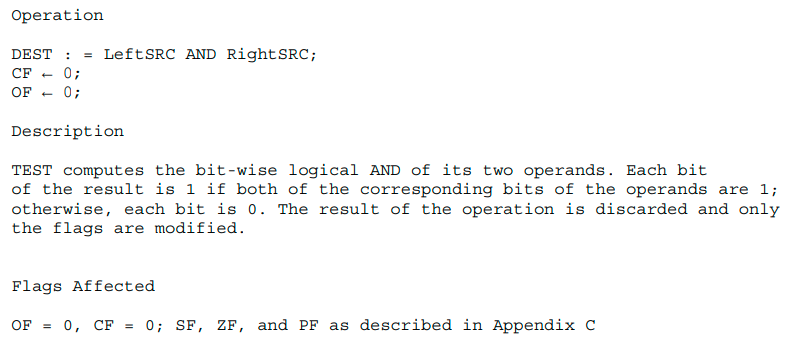 Operation
DEST : = LeftSRC AND RightSRC;
CF ← 0;
OF ← 0;
Description
TEST computes the bit-wise logical AND of its two operands. Each bit
of the result is 1 if both of the corresponding bits of the operands are 1;
otherwise, each bit is 0. The result of the operation is discarded and only
the flags are modified.
Flags Affected
OF = 0, CF = 0; SF, ZF, and PF as described in Appendix C